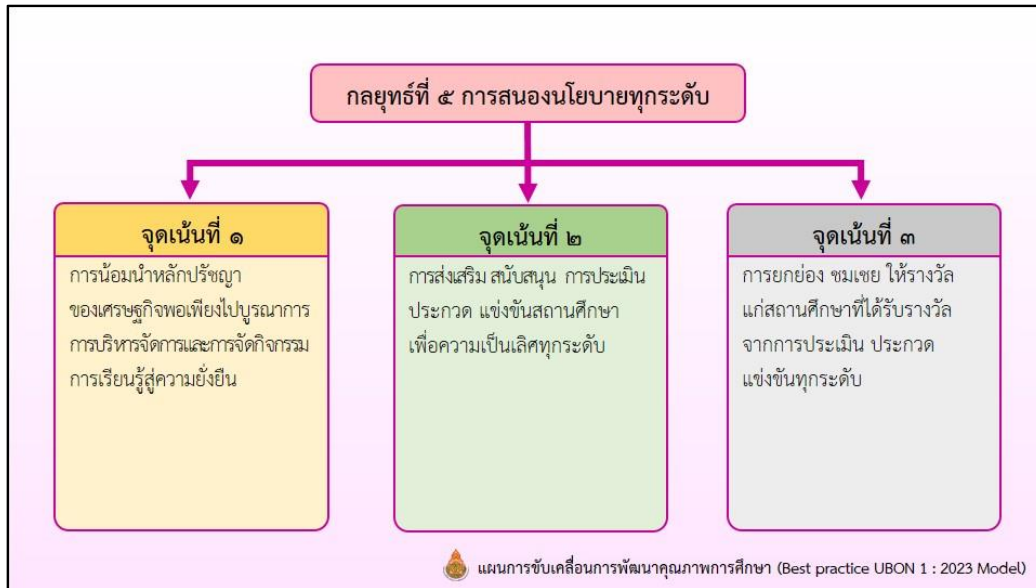 กลยุทธ์ที่ ๕ การสนองนโยบายทุกระดับ
จุดเน้นที่ ๑
การน้อมนำหลักปรัชญา
ของเศรษฐกิจพอเพียงไปบูรณาการ
การบริหารจัดการและการจัดกิจกรรม
การเรียนรู้สู่ความยั่งยืน
จุดเน้นที่ ๒
การส่งเสริม สนับสนุน การประเมิน
ประกวด แข่งขันสถานศึกษา
เพื่อความเป็นเลิศทุกระดับ
จุดเน้นที่ ๓
การยกย่อง ชมเชย ให้รางวัล
แก่สถานศึกษาที่ได้รับรางวัล
จากการประเมิน ประกวด
แข่งขันทุกระดับ
แผนการขับเคลื่อนการพัฒนาคุณภาพการศึกษา (Best practice UBON 1 : 2023 Model)